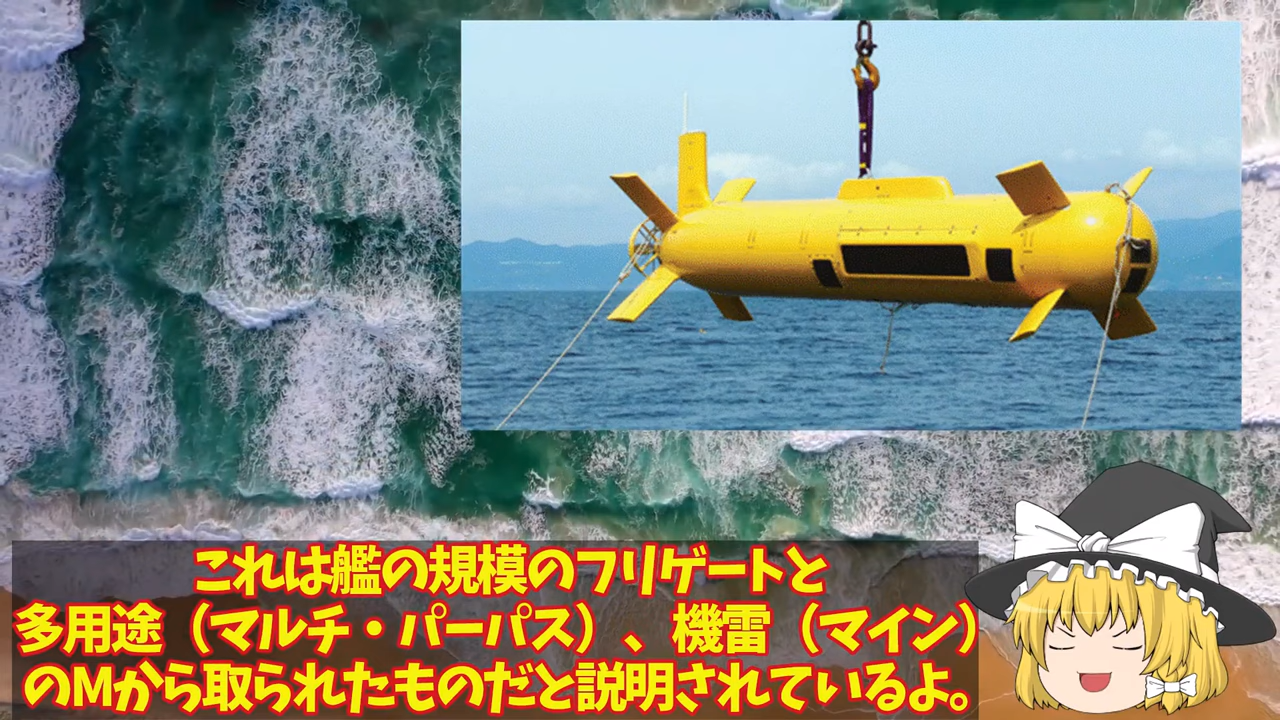 これは艦の規模のフリゲートと
多用途（マルチ・パーパス）、機雷（マイン）
のMから取られたものだと説明されているよ。